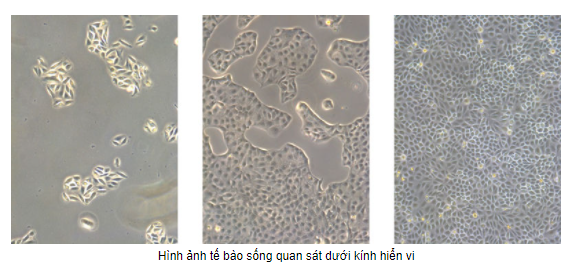 Hình ảnh tế bào sống quan sát dưới kính hiển vi